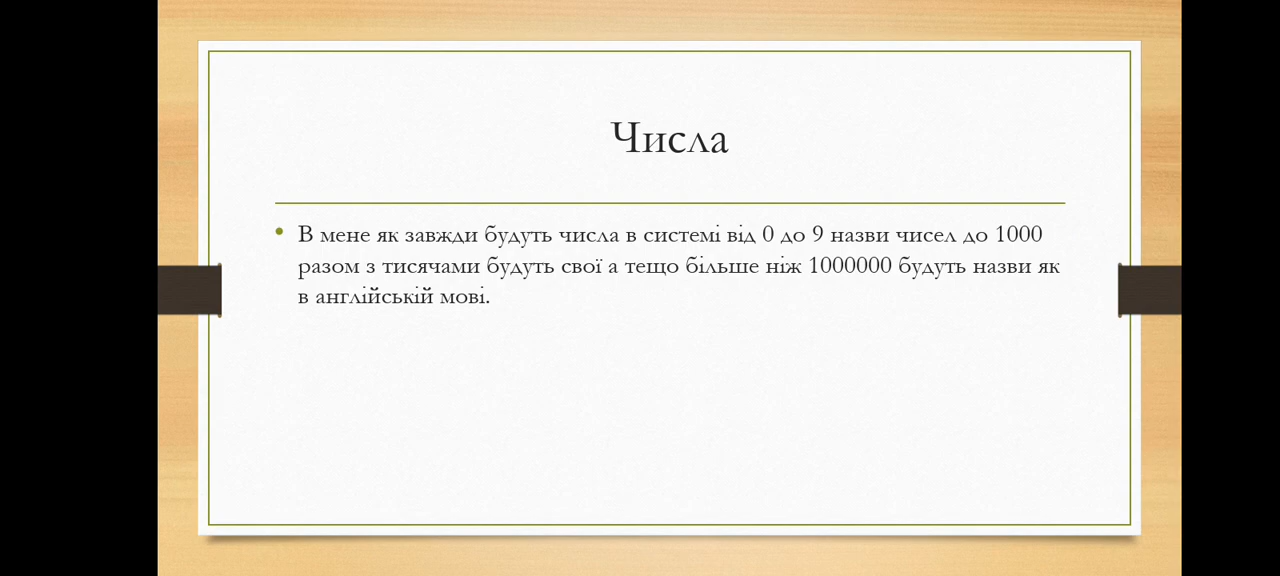 Числа
• В мене як завжди будуть числа в системі від 0 до 9 назви чисел до 1000
разом з тисячами будуть свої а тещо більше ніж 1000000 будуть назви як
в англійській мові.